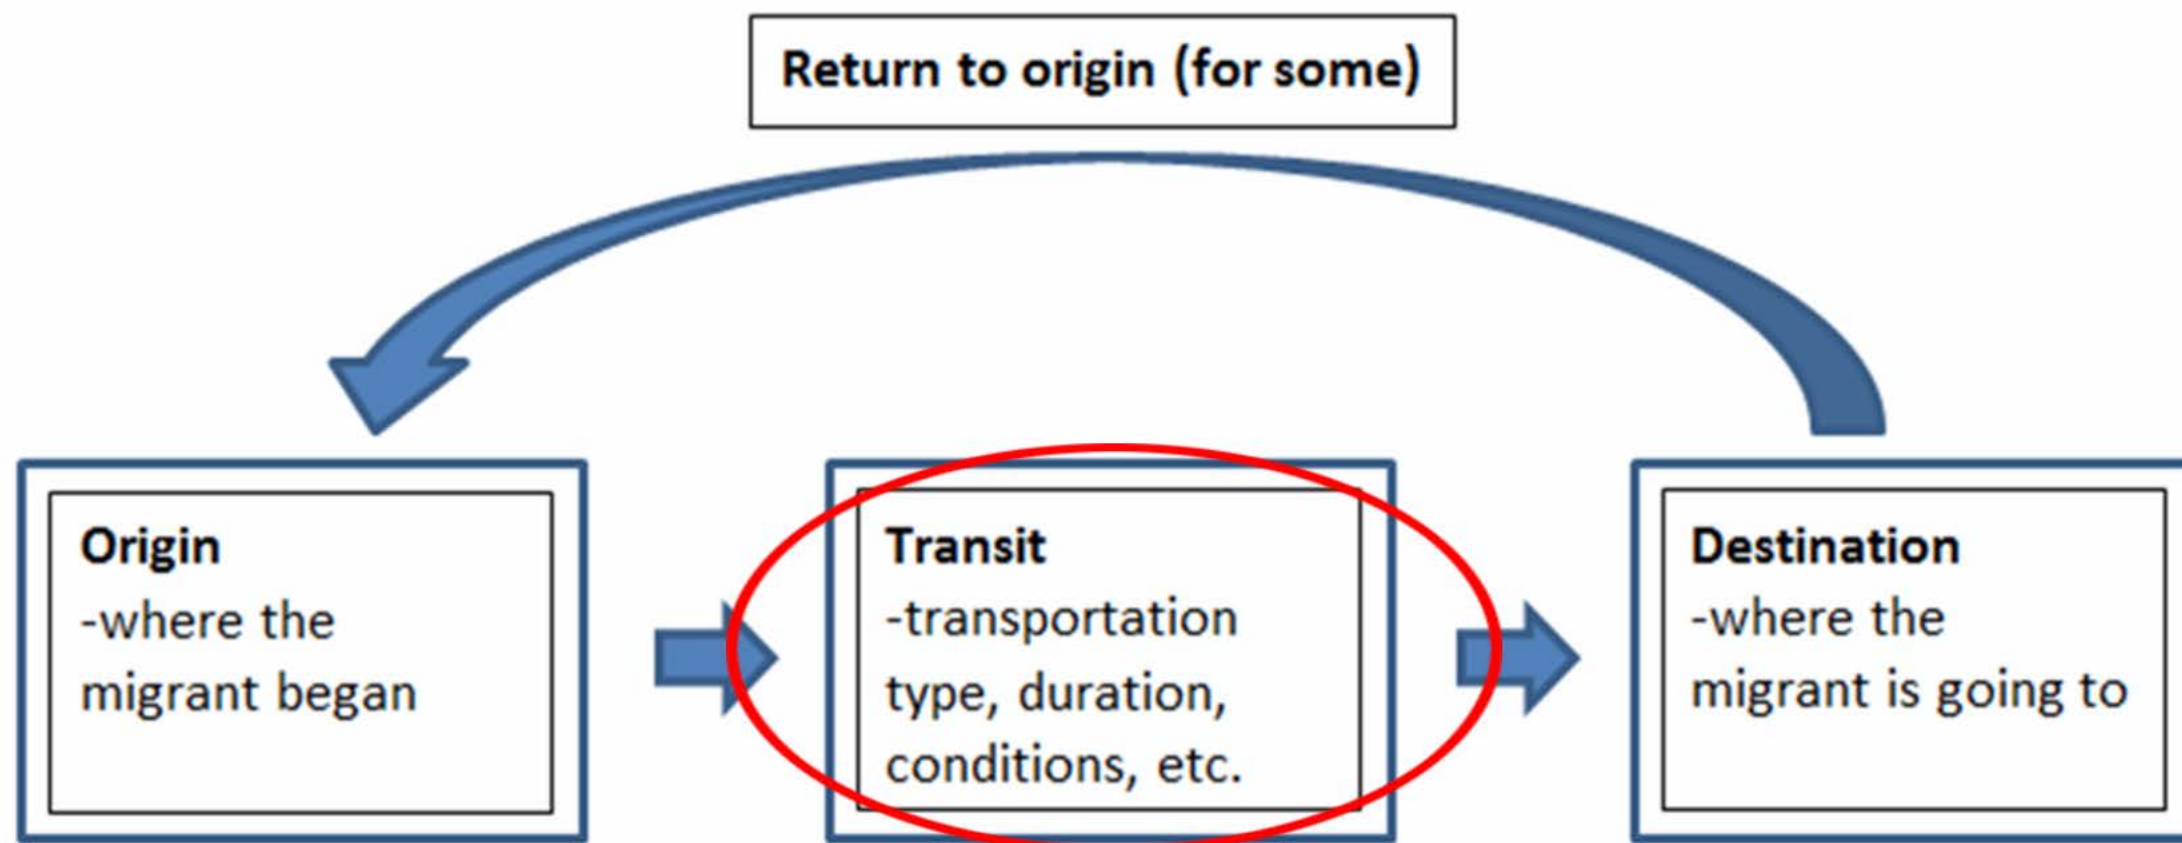 Return to origin (for some)
Origin
-where the
migrant began
Transit
-transportation
type, duration,
conditions, etc.
Destination
-where the
migrant is going to